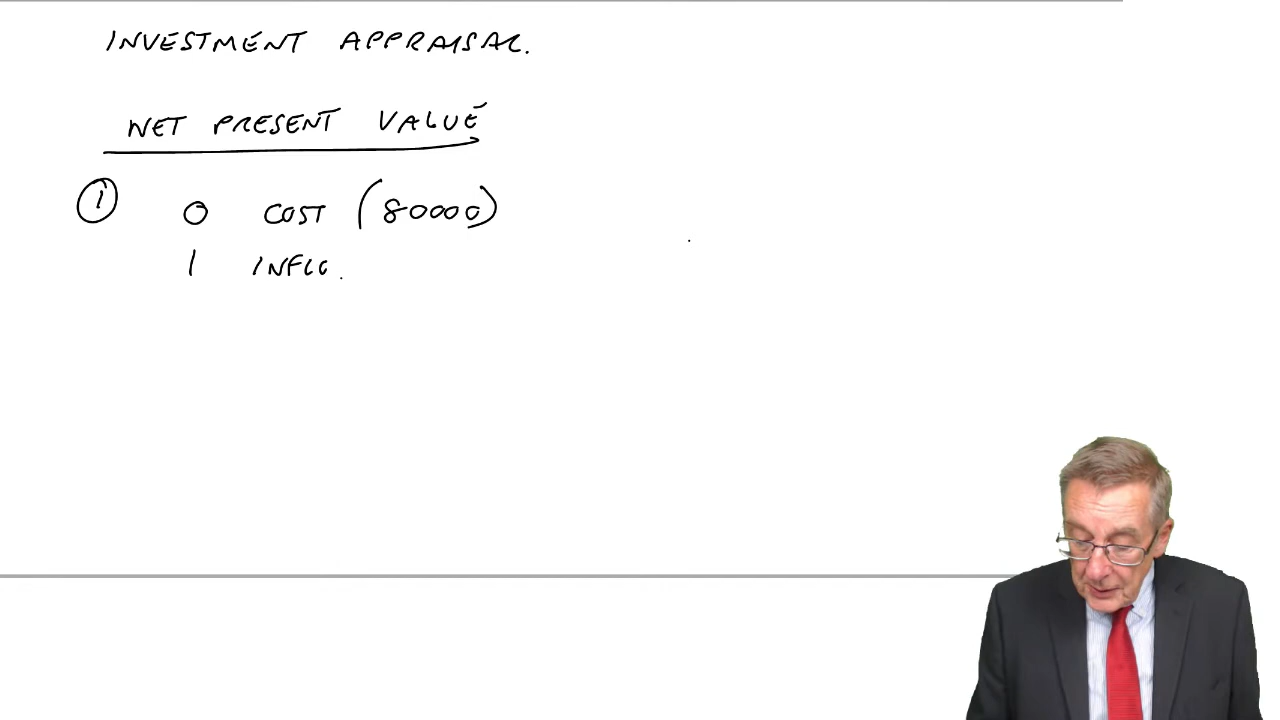 INVESTMENT APPRAISAL.
NET PRESENT VALUE
① 0 COST (80000)
1 INFLO